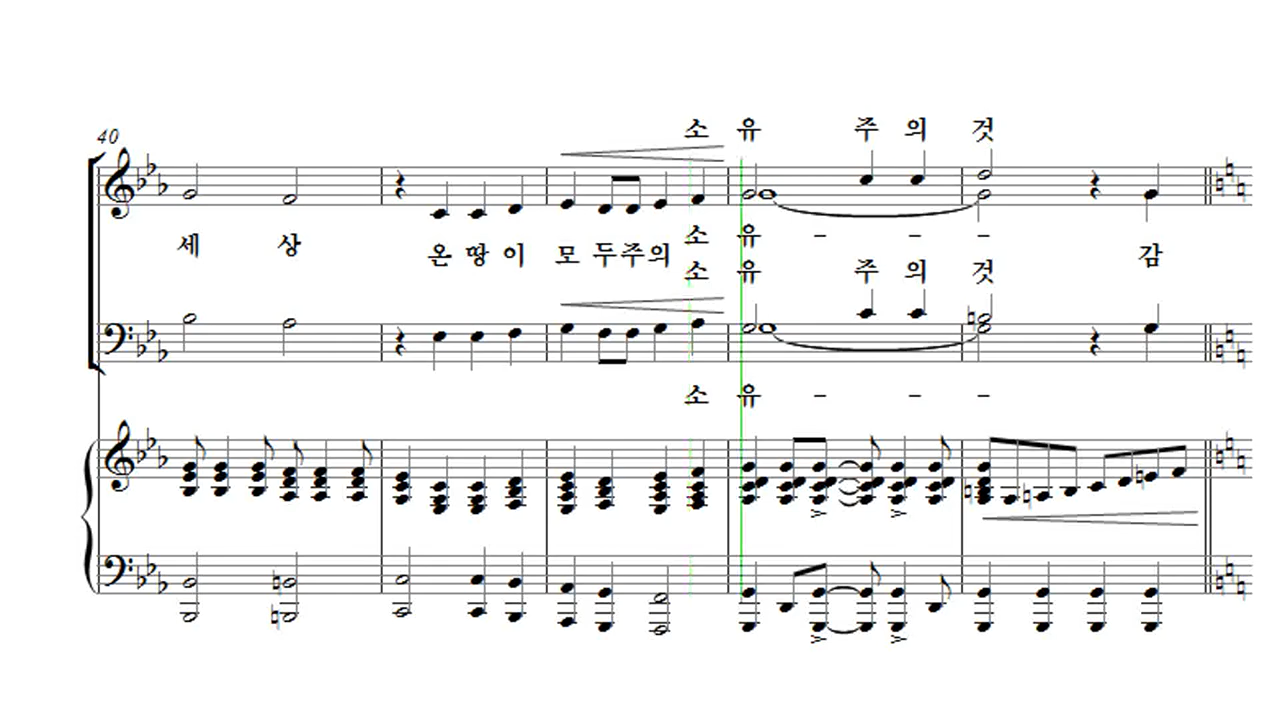 40
소 유 주 의 것
소 유 - - -
세 상 온 땅 이 모 두 주 의 감
소 유 주 의 것
소 유 - - -